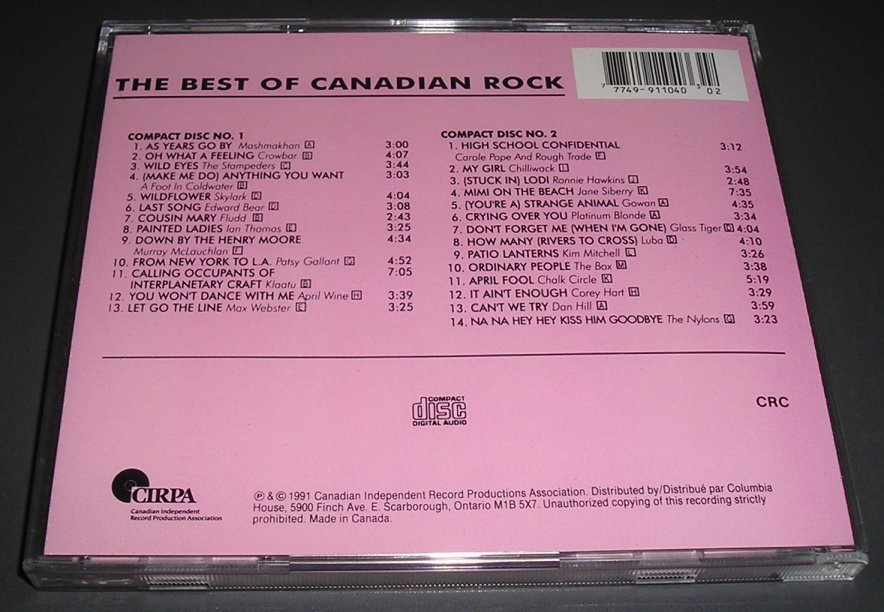 THE BEST OF CANADIAN ROCK
7 7749-911040 3 02
COMPACT DISC NO. 1
1. AS YEARS GO BY Mashmakhan A 3:00
2. OH WHAT A FEELING Crowbar B 4:07
3. WILD EYES The Stampeders C 3:44
4. (MAKE ME DO) ANYTHING YOU WANT 3:03
A Foot In Coldwater B
5. WILDFLOWER Skylark D 4:04
6. LAST SONG Edward Bear D 3:08
7. COUSIN MARY Fludd B 2:43
8. PAINTED LADIES Ian Thomas E 3:25
9. DOWN BY THE HENRY MOORE 4:34
Murray McLauchlan F
10. FROM NEW YORK TO L.A. Patsy Gallant G 4:52
11. CALLING OCCUPANTS OF 7:05
INTERPLANETARY CRAFT Klaatu B
12. YOU WON'T DANCE WITH ME April Wine H 3:39
13. LET GO THE LINE Max Webster E 3:25
COMPACT DISC NO. 2
1. HIGH SCHOOL CONFIDENTIAL 3:12
Carole Pope And Rough Trade F
2. MY GIRL Chilliwack I 3:54
3. (STUCK IN) LODI Ronnie Hawkins J 2:48
4. MIMI ON THE BEACH Jane Siberry K 7:35
5. (YOU'RE A) STRANGE ANIMAL Gowan A 4:35
6. CRYING OVER YOU Platinum Blonde A 3:34
7. DON'T FORGET ME (WHEN I'M GONE) Glass Tiger D 4:04
8. HOW MANY (RIVERS TO CROSS) Luba 4:10
9. PATIO LANTERNS Kim Mitchell L 3:26
10. ORDINARY PEOPLE The Box M 3:38
11. APRIL FOOL Chalk Circle K 5:19
12. IT AIN'T ENOUGH Corey Hart H 3:29
13. CAN'T WE TRY Dan Hill A 3:59
14. NA NA HEY HEY KISS HIM GOODBYE The Nylons 3:23
COMPACT
disc
DIGITAL AUDIO
CRC
CIRPA
Canadian Independent
Record Production Association
℗ & © 1991 Canadian Independent Record Productions Association. Distributed by/Distribué par Columbia
House, 5900 Finch Ave. E. Scarborough, Ontario M1B 5X7. Unauthorized copying of this recording strictly
prohibited. Made in Canada.